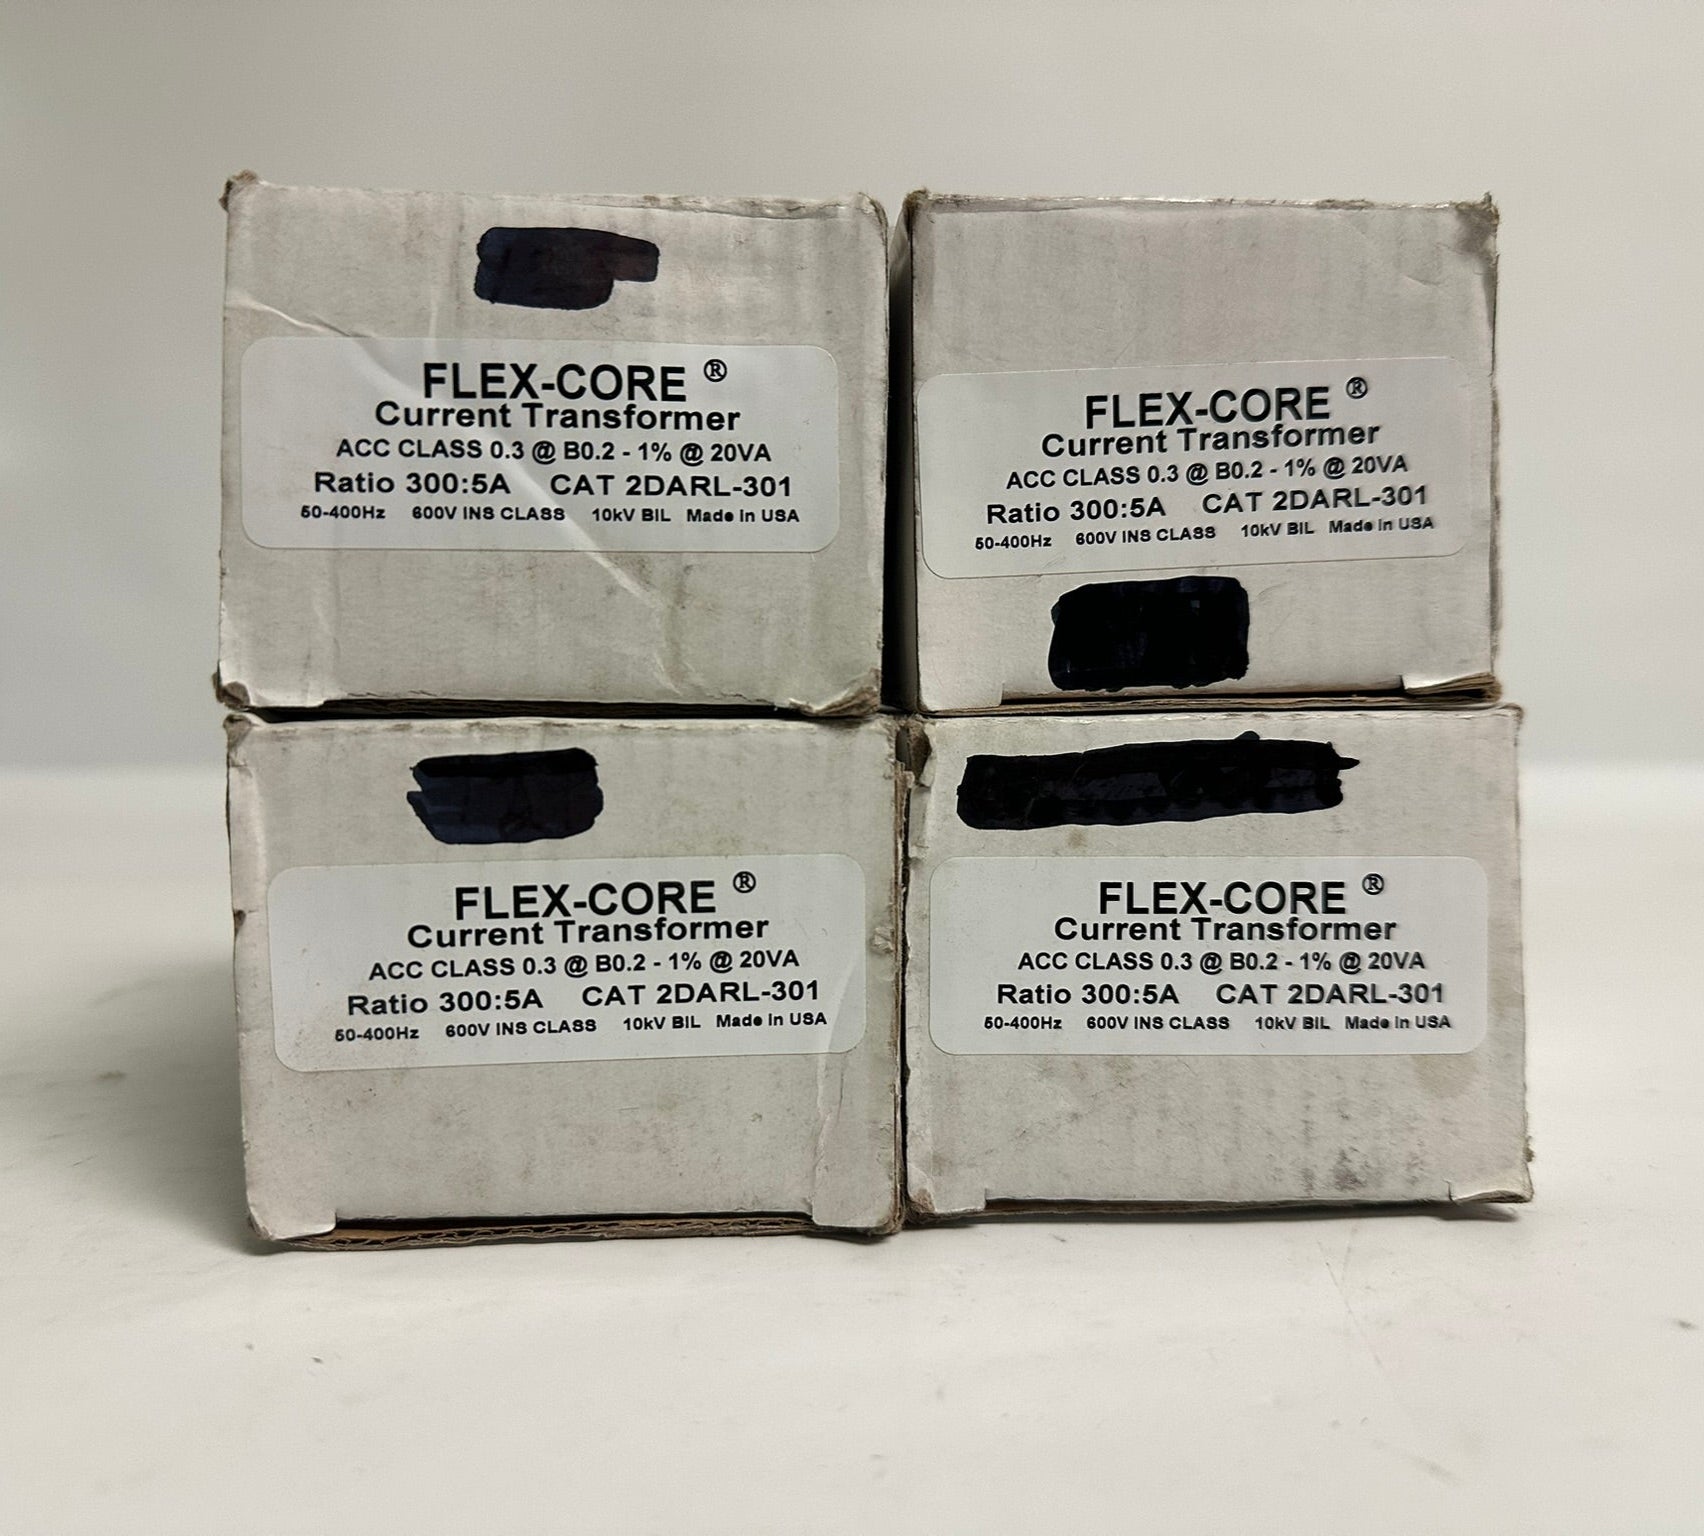 FLEX-CORE ®
Current Transformer
ACC CLASS 0.3 @ B0.2 - 1% @ 20VA
Ratio 300:5A CAT 2DARL-301
50-400Hz 600V INS CLASS 10kV BIL Made in USA
FLEX-CORE ®
Current Transformer
ACC CLASS 0.3 @ B0.2 - 1% @ 20VA
Ratio 300:5A CAT 2DARL-301
50-400Hz 600V INS CLASS 10kV BIL Made in USA
FLEX-CORE ®
Current Transformer
ACC CLASS 0.3 @ B0.2 - 1% @ 20VA
Ratio 300:5A CAT 2DARL-301
50-400Hz 600V INS CLASS 10kV BIL Made in USA
FLEX-CORE ®
Current Transformer
ACC CLASS 0.3 @ B0.2 - 1% @ 20VA
Ratio 300:5A CAT 2DARL-301
50-400Hz 600V INS CLASS 10kV BIL Made in USA